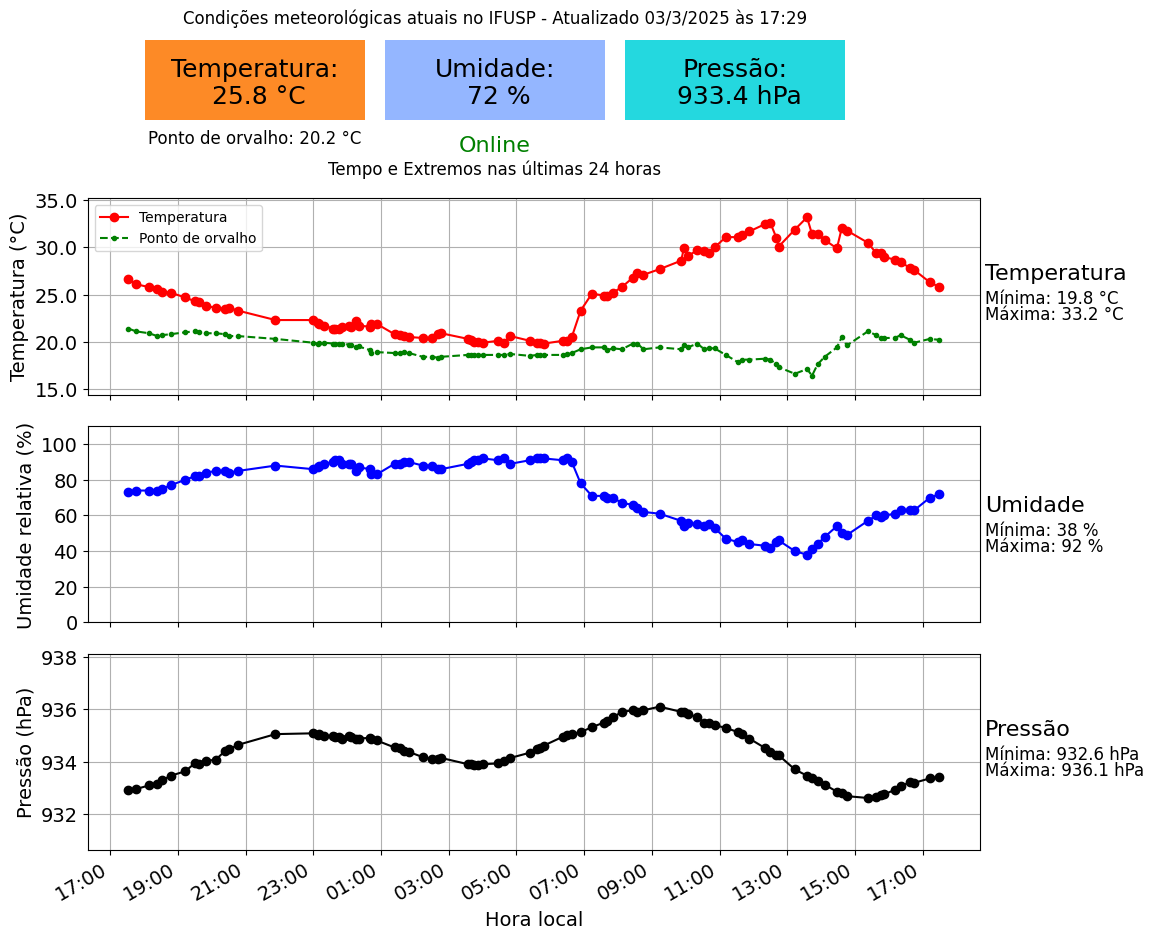 Condições meteorológicas atuais no IFUSP - Atualizado 03/3/2025 às 17:29
Temperatura:
25.8 °C
Umidade:
72 %
Pressão:
933.4 hPa
Ponto de orvalho: 20.2 °C
Online
Tempo e Extremos nas últimas 24 horas
Temperatura (°C)
35.0
30.0
25.0
20.0
15.0
Temperatura
Ponto de orvalho
Temperatura
Mínima: 19.8 °C
Máxima: 33.2 °C
Umidade relativa (%)
100
80
60
40
20
0
Umidade
Mínima: 38 %
Máxima: 92 %
Pressão (hPa)
938
936
934
932
Pressão
Mínima: 932.6 hPa
Máxima: 936.1 hPa
17:00 19:00 21:00 23:00 01:00 03:00 05:00 07:00 09:00 11:00 13:00 15:00 17:00
Hora local